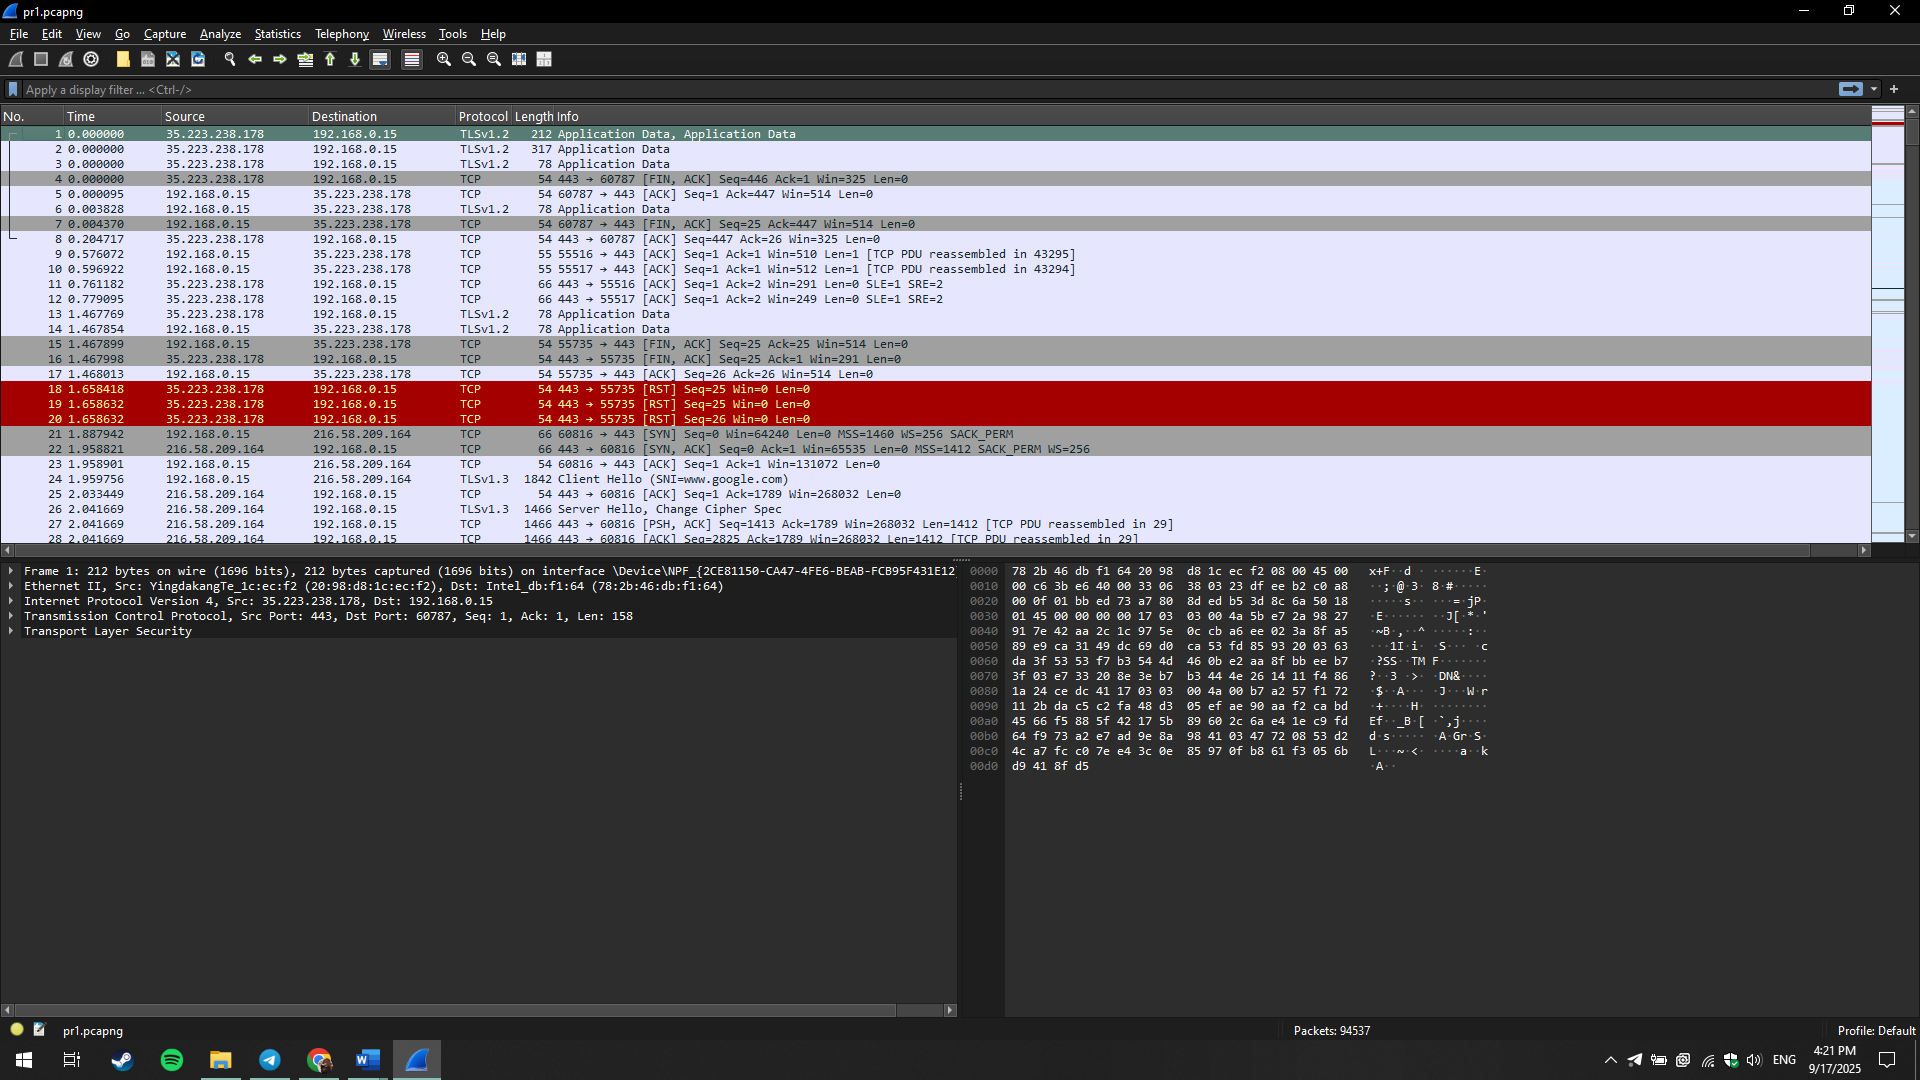 pr1.pcapng
File Edit View Go Capture Analyze Statistics Telephony Wireless Tools Help
Apply a display filter ... <Ctrl-/>
No. Time Source Destination Protocol Length Info
1 0.000000 35.223.238.178 192.168.0.15 TLSv1.2 212 Application Data, Application Data
2 0.000000 35.223.238.178 192.168.0.15 TLSv1.2 317 Application Data
3 0.000000 35.223.238.178 192.168.0.15 TLSv1.2 78 Application Data
4 0.000000 35.223.238.178 192.168.0.15 TCP 54 443 → 60787 [FIN, ACK] Seq=446 Ack=1 Win=325 Len=0
5 0.000095 192.168.0.15 35.223.238.178 TCP 54 60787 → 443 [ACK] Seq=1 Ack=447 Win=514 Len=0
6 0.003828 192.168.0.15 35.223.238.178 TLSv1.2 78 Application Data
7 0.004370 192.168.0.15 35.223.238.178 TCP 54 60787 → 443 [FIN, ACK] Seq=25 Ack=447 Win=514 Len=0
8 0.204717 35.223.238.178 192.168.0.15 TCP 54 443 → 60787 [ACK] Seq=447 Ack=26 Win=325 Len=0
9 0.576072 192.168.0.15 35.223.238.178 TCP 55 55516 → 443 [ACK] Seq=1 Ack=1 Win=510 Len=1 [TCP PDU reassembled in 43295]
10 0.596922 192.168.0.15 35.223.238.178 TCP 55 55517 → 443 [ACK] Seq=1 Ack=1 Win=512 Len=1 [TCP PDU reassembled in 43294]
11 0.761182 35.223.238.178 192.168.0.15 TCP 66 443 → 55516 [ACK] Seq=1 Ack=2 Win=291 Len=0 SLE=1 SRE=2
12 0.779095 35.223.238.178 192.168.0.15 TCP 66 443 → 55517 [ACK] Seq=1 Ack=2 Win=249 Len=0 SLE=1 SRE=2
13 1.467769 35.223.238.178 192.168.0.15 TLSv1.2 78 Application Data
14 1.467854 192.168.0.15 35.223.238.178 TLSv1.2 78 Application Data
15 1.467899 192.168.0.15 35.223.238.178 TCP 54 55735 → 443 [FIN, ACK] Seq=25 Ack=25 Win=514 Len=0
16 1.467998 35.223.238.178 192.168.0.15 TCP 54 443 → 55735 [FIN, ACK] Seq=25 Ack=1 Win=291 Len=0
17 1.468013 192.168.0.15 35.223.238.178 TCP 54 55735 → 443 [ACK] Seq=26 Ack=26 Win=514 Len=0
18 1.658418 35.223.238.178 192.168.0.15 TCP 54 443 → 55735 [RST] Seq=25 Win=0 Len=0
19 1.658632 35.223.238.178 192.168.0.15 TCP 54 443 → 55735 [RST] Seq=25 Win=0 Len=0
20 1.658632 35.223.238.178 192.168.0.15 TCP 54 443 → 55735 [RST] Seq=26 Win=0 Len=0
21 1.887942 192.168.0.15 216.58.209.164 TCP 66 60816 → 443 [SYN] Seq=0 Win=64240 Len=0 MSS=1460 WS=256 SACK_PERM
22 1.958821 216.58.209.164 192.168.0.15 TCP 66 443 → 60816 [SYN, ACK] Seq=0 Ack=1 Win=65535 Len=0 MSS=1412 SACK_PERM WS=256
23 1.958901 192.168.0.15 216.58.209.164 TCP 54 60816 → 443 [ACK] Seq=1 Ack=1 Win=131072 Len=0
24 1.959756 192.168.0.15 216.58.209.164 TLSv1.3 1842 Client Hello (SNI=www.google.com)
25 2.033449 216.58.209.164 192.168.0.15 TCP 54 443 → 60816 [ACK] Seq=1 Ack=1789 Win=268032 Len=0
26 2.041669 216.58.209.164 192.168.0.15 TLSv1.3 1466 Server Hello, Change Cipher Spec
27 2.041669 216.58.209.164 192.168.0.15 TCP 1466 443 → 60816 [PSH, ACK] Seq=1413 Ack=1789 Win=268032 Len=1412 [TCP PDU reassembled in 29]
28 2.041669 216.58.209.164 192.168.0.15 TCP 1466 443 → 60816 [ACK] Seq=2825 Ack=1789 Win=268032 Len=1412 [TCP PDU reassembled in 29]
Frame 1: 212 bytes on wire (1696 bits), 212 bytes captured (1696 bits) on interface \Device\NPF_{2CE81150-CA47-4FE6-BEAB-FCB95F431E12}
Ethernet II, Src: YingdakangTe_1c:ec:f2 (20:98:d8:1c:ec:f2), Dst: Intel_db:f1:64 (78:2b:46:db:f1:64)
Internet Protocol Version 4, Src: 35.223.238.178, Dst: 192.168.0.15
Transmission Control Protocol, Src Port: 443, Dst Port: 60787, Seq: 1, Ack: 1, Len: 158
Transport Layer Security
0000 78 2b 46 db f1 64 20 98 d8 1c ec f2 08 00 45 00 x+F··d · ······E·
0010 00 c6 3b e6 40 00 33 06 38 03 23 df ee b2 c0 a8 ··;·@·3· 8·#·····
0020 00 0f 01 bb ed 73 a7 80 8d ed b5 3d 8c 6a 50 18 ·····s·· ···=·jP·
0030 01 45 00 00 00 00 17 03 03 00 4a 5b e7 2a 98 27 ·E······ ··J[·*·'
0040 91 7e 42 aa 2c 1c 97 5e 0c cb a6 ee 02 3a 8f a5 ·~B·,··^ ·····:··
0050 89 e9 ca 31 49 dc 69 d0 ca 53 fd 85 93 20 03 63 ···1I·i· ·S··· ·c
0060 da 3f 53 53 f7 b3 54 4d 46 0b e2 aa 8f bb ee b7 ·?SS··TM F·······
0070 3f 03 e7 33 20 8e 3e b7 b3 44 4e 26 14 11 f4 86 ?··3 ·>· ·DN&····
0080 1a 24 ce dc 41 17 03 03 00 4a 00 b7 a2 57 f1 72 ·$··A··· ·J···W·r
0090 11 2b da c5 c2 fa 48 d3 05 ef ae 90 aa f2 ca bd ·+····H· ········
00a0 45 66 f5 88 5f 42 17 5b 89 60 2c 6a e4 1e c9 fd Ef··_B·[ ·`,j····
00b0 64 f9 73 a2 e7 ad 9e 8a 98 41 03 47 72 08 53 d2 d·s····· ·A·Gr·S·
00c0 4c a7 fc c0 7e e4 3c 0e 85 97 0f b8 61 f3 05 6b L···~·<· ····a··k
00d0 d9 41 8f d5 ·A··
pr1.pcapng Packets: 94537 Profile: Default
ENG
4:21 PM
9/17/2025